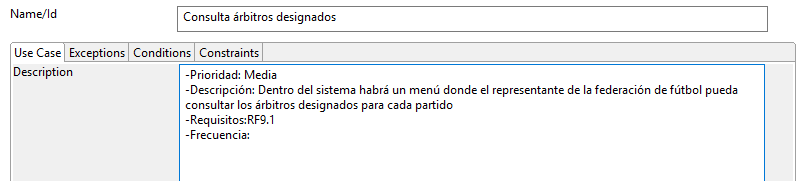 Name/Id
Consulta árbitros designados
Use Case Exceptions Conditions Constraints
Description
-Prioridad: Media
-Descripción: Dentro del sistema habrá un menú donde el representante de la federación de fútbol pueda
consultar los árbitros designados para cada partido
-Requisitos:RF9.1
-Frecuencia: